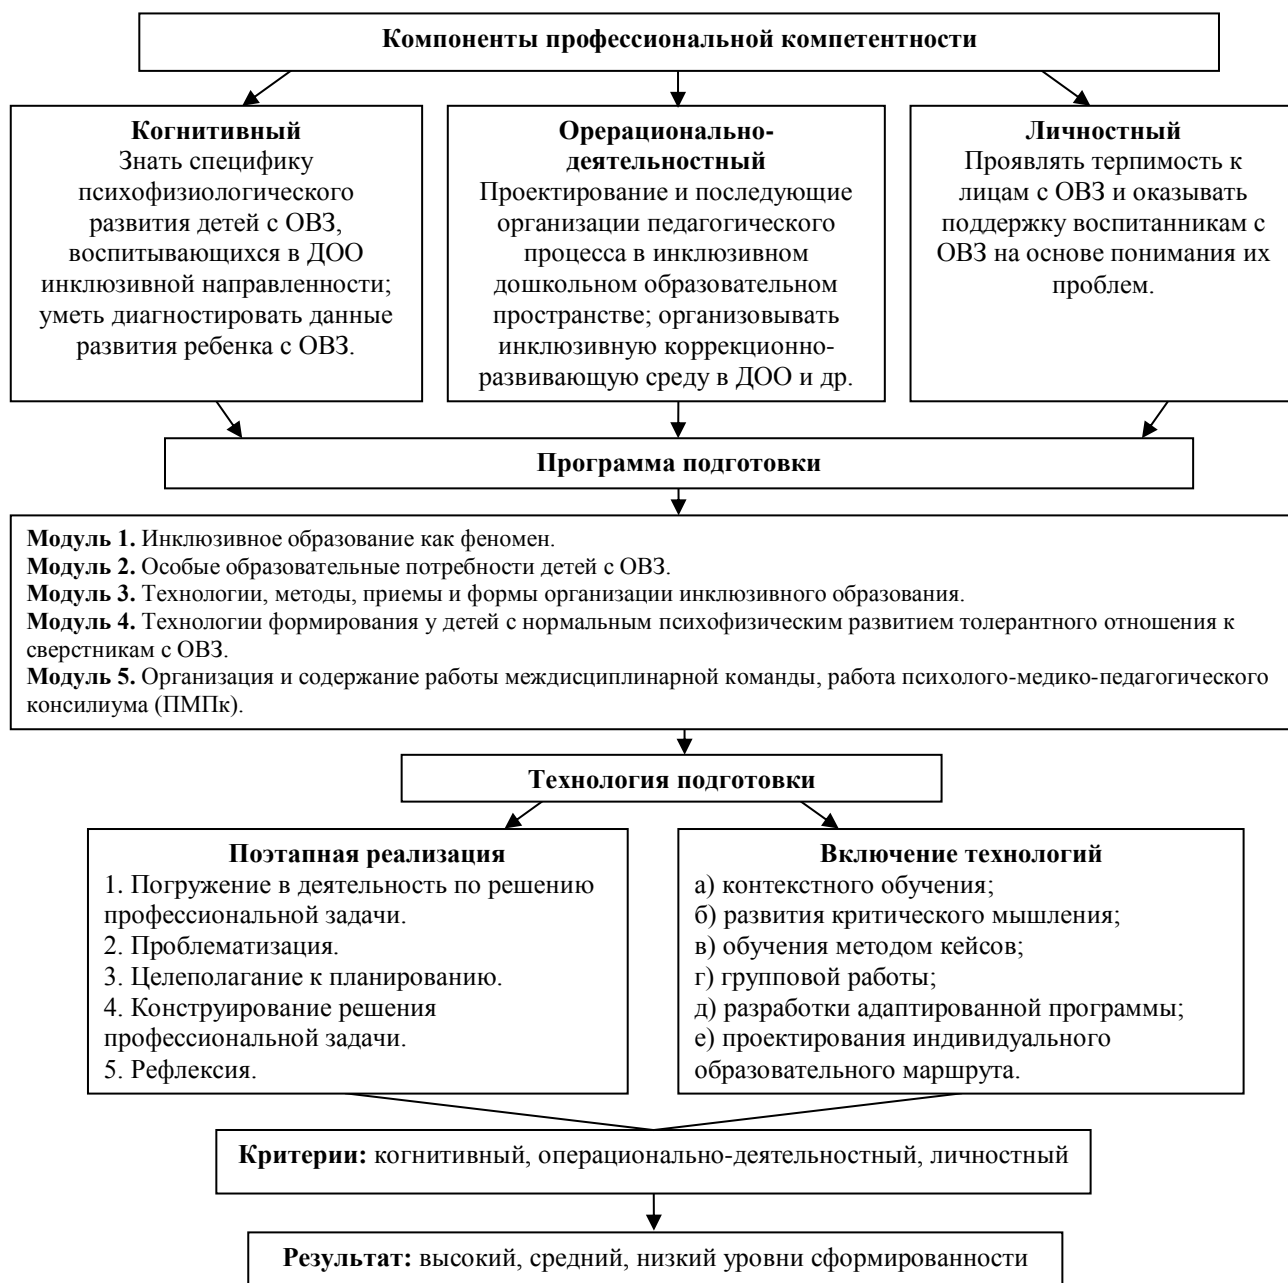 Компоненты профессиональной компетентности
Когнитивный
Знать специфику
психофизиологического
развития детей с ОВЗ,
воспитывающихся в ДОО
инклюзивной направленности;
уметь диагностировать данные
развития ребенка с ОВЗ.
Орерационально-
деятельностный
Проектирование и последующие
организации педагогического
процесса в инклюзивном
дошкольном образовательном
пространстве; организовывать
инклюзивную коррекционно-
развивающую среду в ДОО и др.
Личностный
Проявлять терпимость к
лицам с ОВЗ и оказывать
поддержку воспитанникам с
ОВЗ на основе понимания их
проблем.
Программа подготовки
Модуль 1. Инклюзивное образование как феномен.
Модуль 2. Особые образовательные потребности детей с ОВЗ.
Модуль 3. Технологии, методы, приемы и формы организации инклюзивного образования.
Модуль 4. Технологии формирования у детей с нормальным психофизическим развитием толерантного отношения к
сверстникам с ОВЗ.
Модуль 5. Организация и содержание работы междисциплинарной команды, работа психолого-медико-педагогического
консилиума (ПМПк).
Технология подготовки
Поэтапная реализация
1. Погружение в деятельность по решению
профессиональной задачи.
2. Проблематизация.
3. Целеполагание к планированию.
4. Конструирование решения
профессиональной задачи.
5. Рефлексия.
Включение технологий
а) контекстного обучения;
б) развития критического мышления;
в) обучения методом кейсов;
г) групповой работы;
д) разработки адаптированной программы;
е) проектирования индивидуального
образовательного маршрута.
Критерии: когнитивный, операционально-деятельностный, личностный
Результат: высокий, средний, низкий уровни сформированности